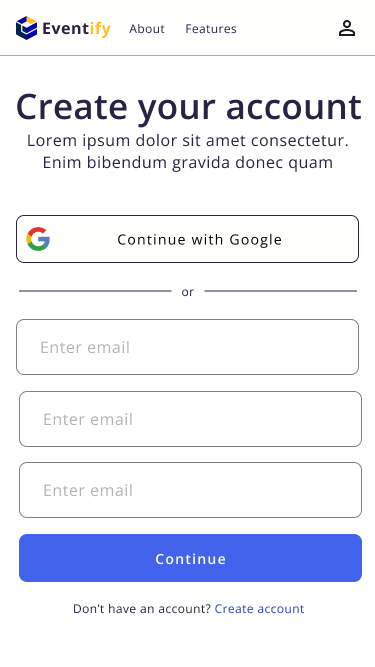 Eventify About Features
Create your account
Lorem ipsum dolor sit amet consectetur.
Enim bibendum gravida donec quam
Continue with Google
or
Enter email
Enter email
Enter email
Continue
Don't have an account? Create account